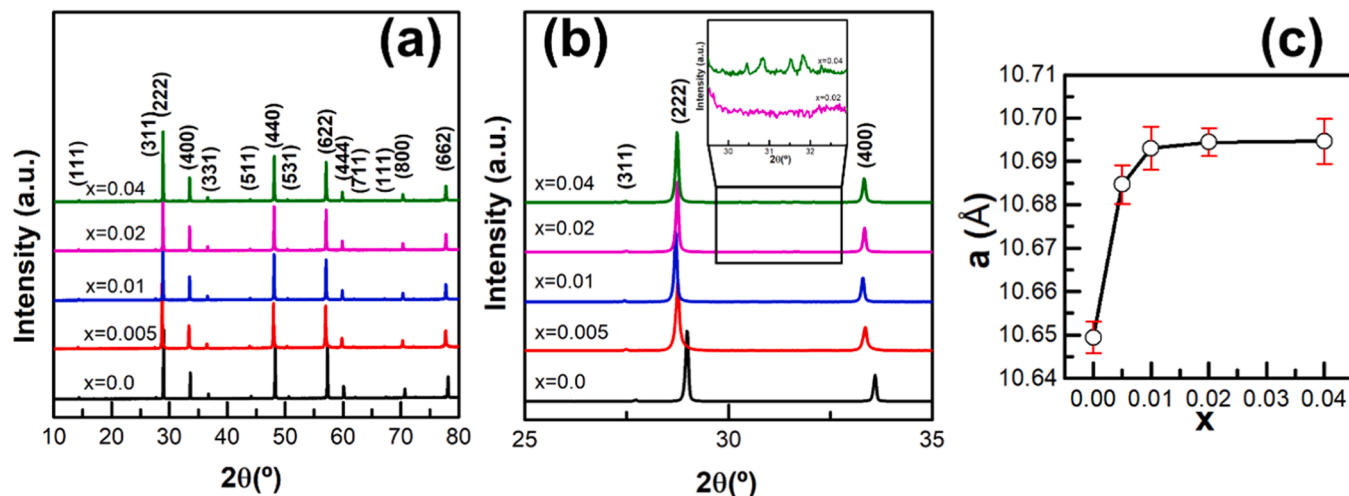 (a)
(111)
(311)
(222)
(400)
(331)
(511)
(440)
(531)
(622)
(444)
(711)
(111)
(800)
(662)
x=0.04
x=0.02
x=0.01
x=0.005
x=0.0
Intensity (a.u.)
10 20 30 40 50 60 70 80
2θ(º)
(b)
(311)
(222)
(400)
x=0.04
x=0.02
x=0.01
x=0.005
x=0.0
Intensity (a.u.)
25 30 35
2θ(º)
Intensity (a.u.)
x=0.04
x=0.02
30 31 32
2θ(º)
(c)
10.71
10.70
10.69
10.68
10.67
10.66
10.65
10.64
a (Å)
0.00 0.01 0.02 0.03 0.04
x